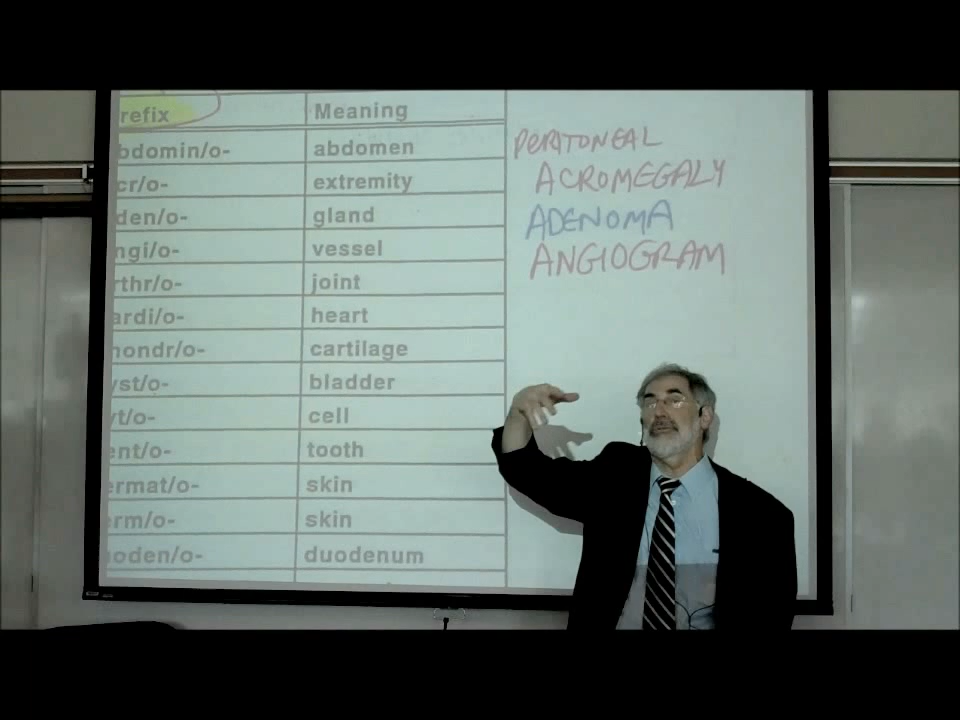 refix Meaning
bdomin/o- abdomen PERITONEAL
cr/o- extremity ACROMEGALY
den/o- gland ADENOMA
ngi/o- vessel ANGIOGRAM
rthr/o- joint
ardi/o- heart
hondr/o- cartilage
yst/o- bladder
yt/o- cell
ent/o- tooth
ermat/o- skin
erm/o- skin
oden/o- duodenum